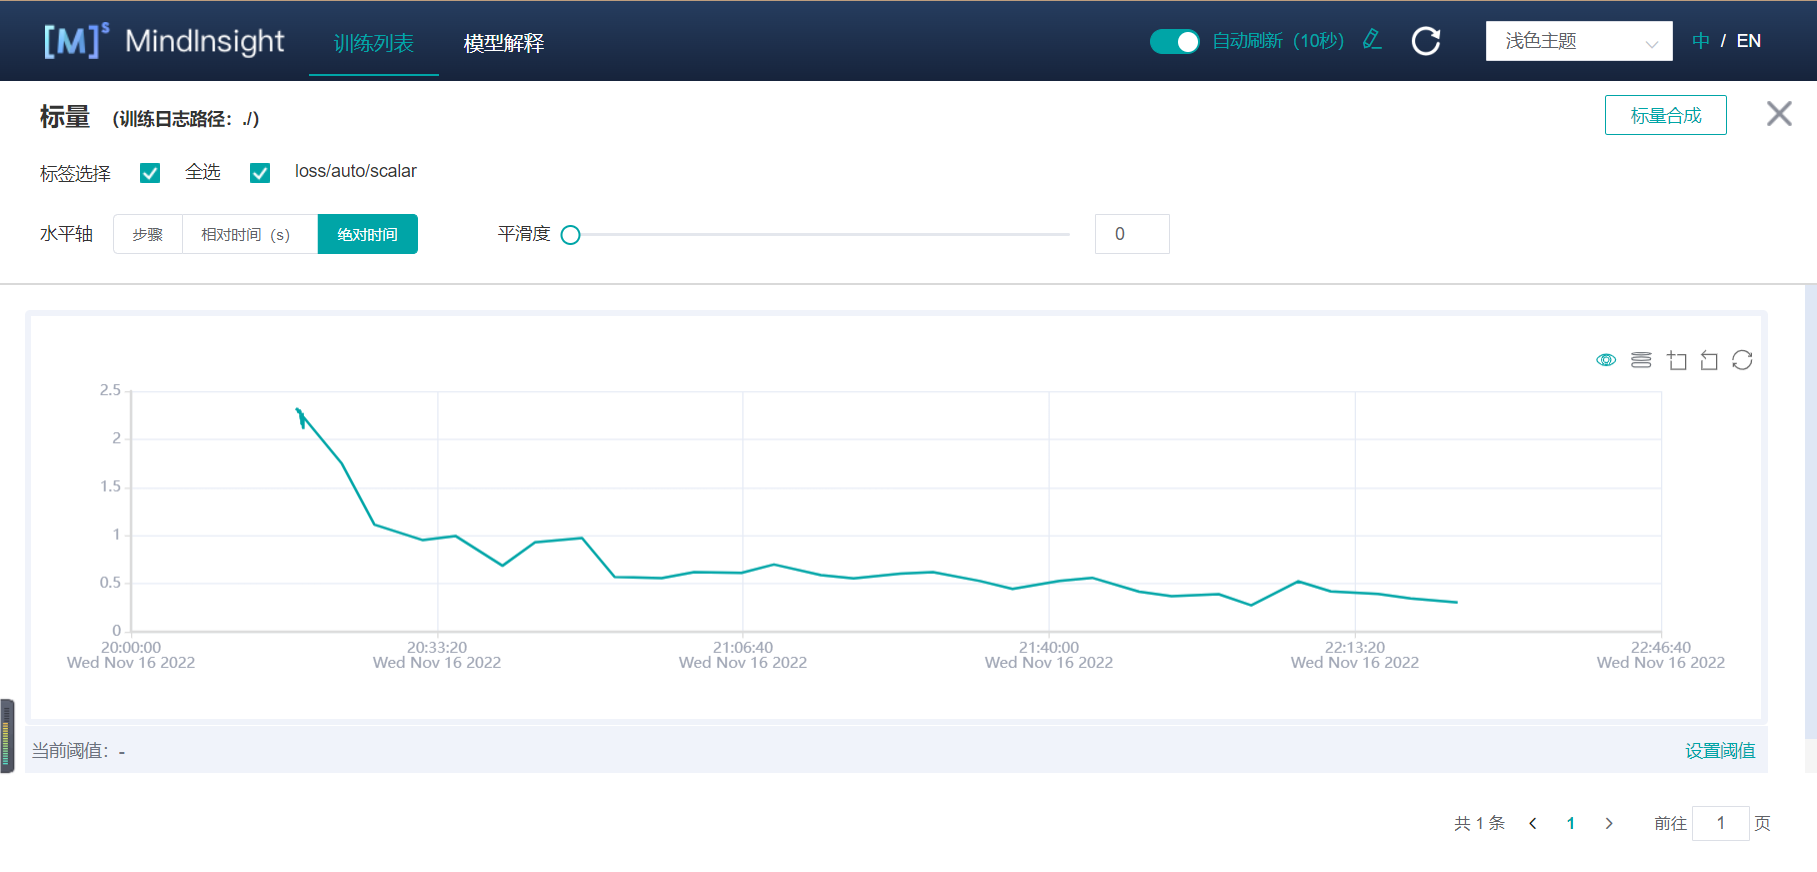 [M]s MindInsight 训练列表 模型解释 自动刷新（10秒） 浅色主题 中 / EN
标量 （训练日志路径：./） 标量合成
标签选择 全选 loss/auto/scalar
水平轴 步骤 相对时间（s） 绝对时间 平滑度 0
2.5
2
1.5
1
0.5
0
20:00:00 20:33:20 21:06:40 21:40:00 22:13:20 22:46:40
Wed Nov 16 2022 Wed Nov 16 2022 Wed Nov 16 2022 Wed Nov 16 2022 Wed Nov 16 2022 Wed Nov 16 2022
当前阈值：- 设置阈值
共 1 条 1 前往 1 页